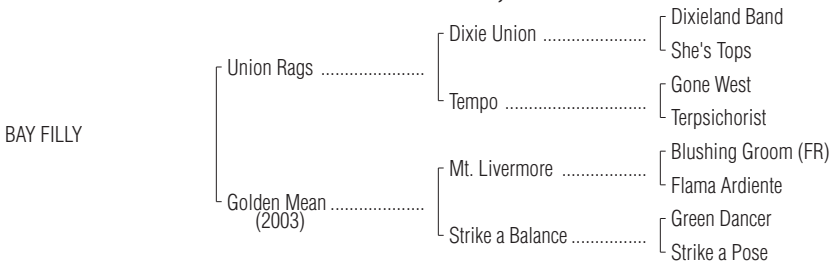 Dixieland Band
Dixie Union ......................
She's Tops
Union Rags ......................
Gone West
Tempo ..............................
Terpsichorist
BAY FILLY
Blushing Groom (FR)
Mt. Livermore ..................
Flama Ardiente
Golden Mean ....................
(2003)
Green Dancer
Strike a Balance ................
Strike a Pose